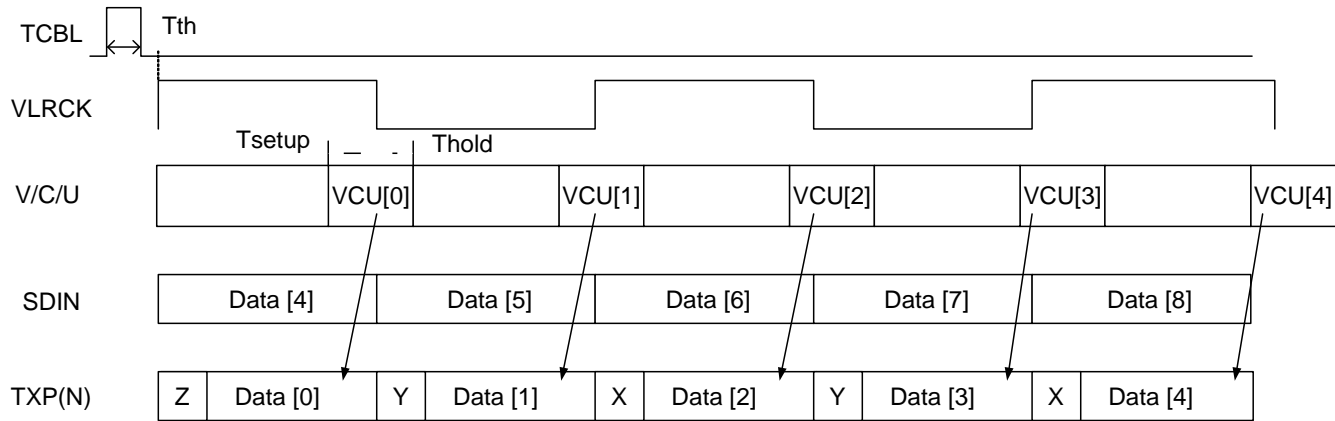 TCBL Tth
VLRCK
Tsetup Thold
V/C/U VCU[0] VCU[1] VCU[2] VCU[3] VCU[4]
SDIN Data [4] Data [5] Data [6] Data [7] Data [8]
TXP(N) Z Data [0] Y Data [1] X Data [2] Y Data [3] X Data [4]